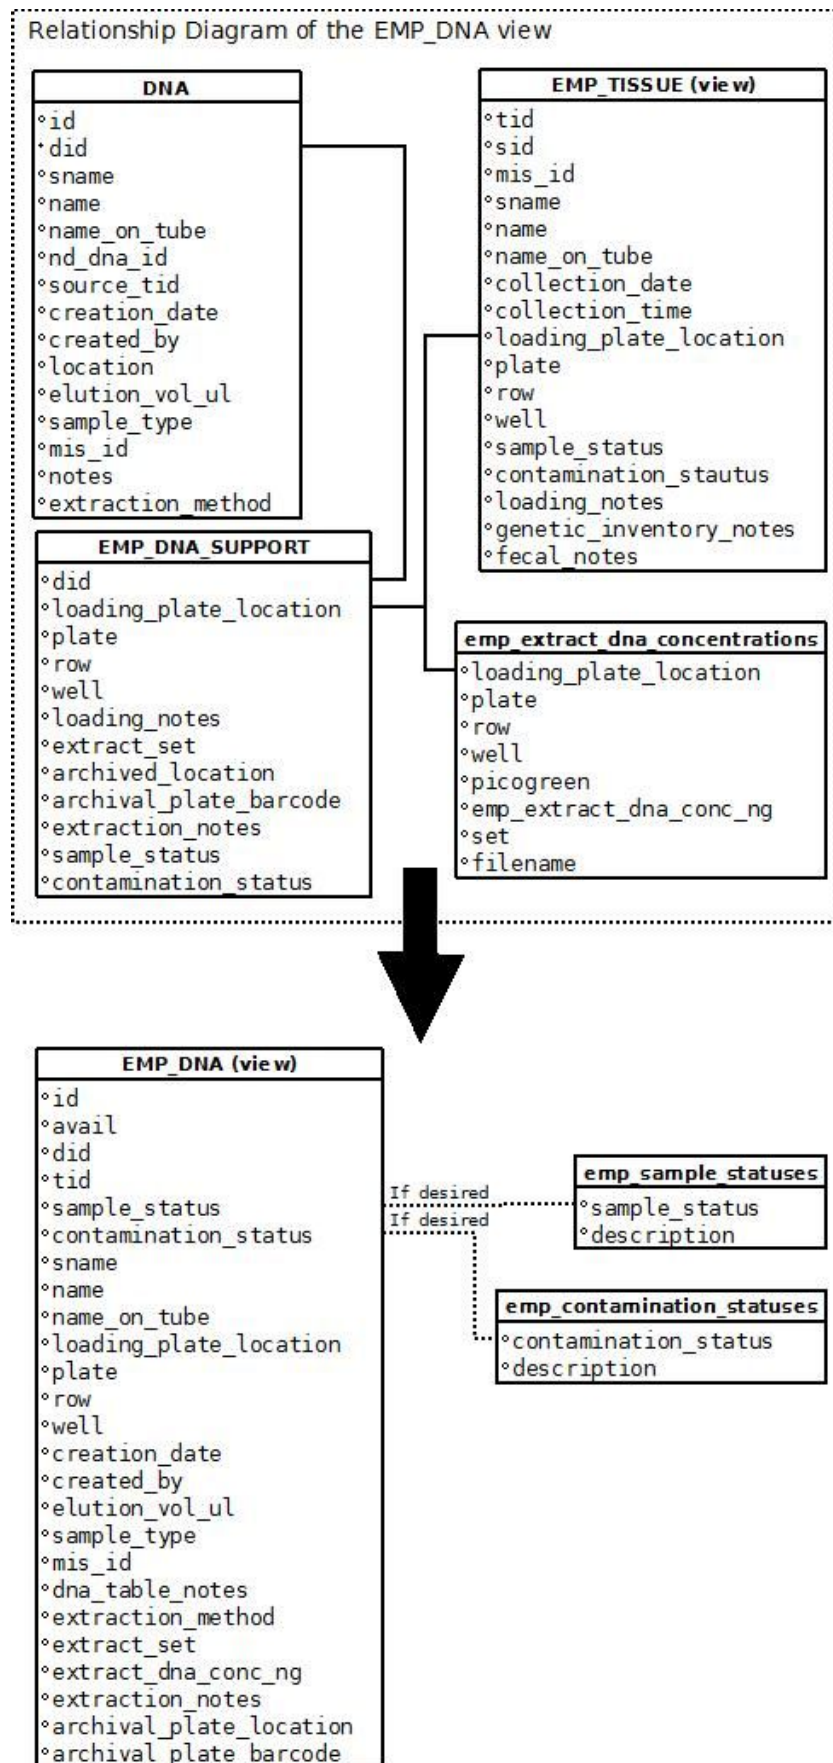 Relationship Diagram of the EMP_DNA view
DNA
id
did
sname
name
name_on_tube
nd_dna_id
source_tid
creation_date
created_by
location
elution_vol_ul
sample_type
mis_id
notes
extraction_method
EMP_TISSUE (view)
tid
sid
mis_id
sname
name
name_on_tube
collection_date
collection_time
loading_plate_location
plate
row
well
sample_status
contamination_stautus
loading_notes
genetic_inventory_notes
fecal_notes
EMP_DNA_SUPPORT
did
loading_plate_location
plate
row
well
loading_notes
extract_set
archived_location
archival_plate_barcode
extraction_notes
sample_status
contamination_status
emp_extract_dna_concentrations
loading_plate_location
plate
row
well
picogreen
emp_extract_dna_conc_ng
set
filename
EMP_DNA (view)
id
avail
did
tid
sample_status
contamination_status
sname
name
name_on_tube
loading_plate_location
plate
row
well
creation_date
created_by
elution_vol_ul
sample_type
mis_id
dna_table_notes
extraction_method
extract_set
extract_dna_conc_ng
extraction_notes
archival_plate_location
archival_plate_barcode
If desired
If desired
emp_sample_statuses
sample_status
description
emp_contamination_statuses
contamination_status
description